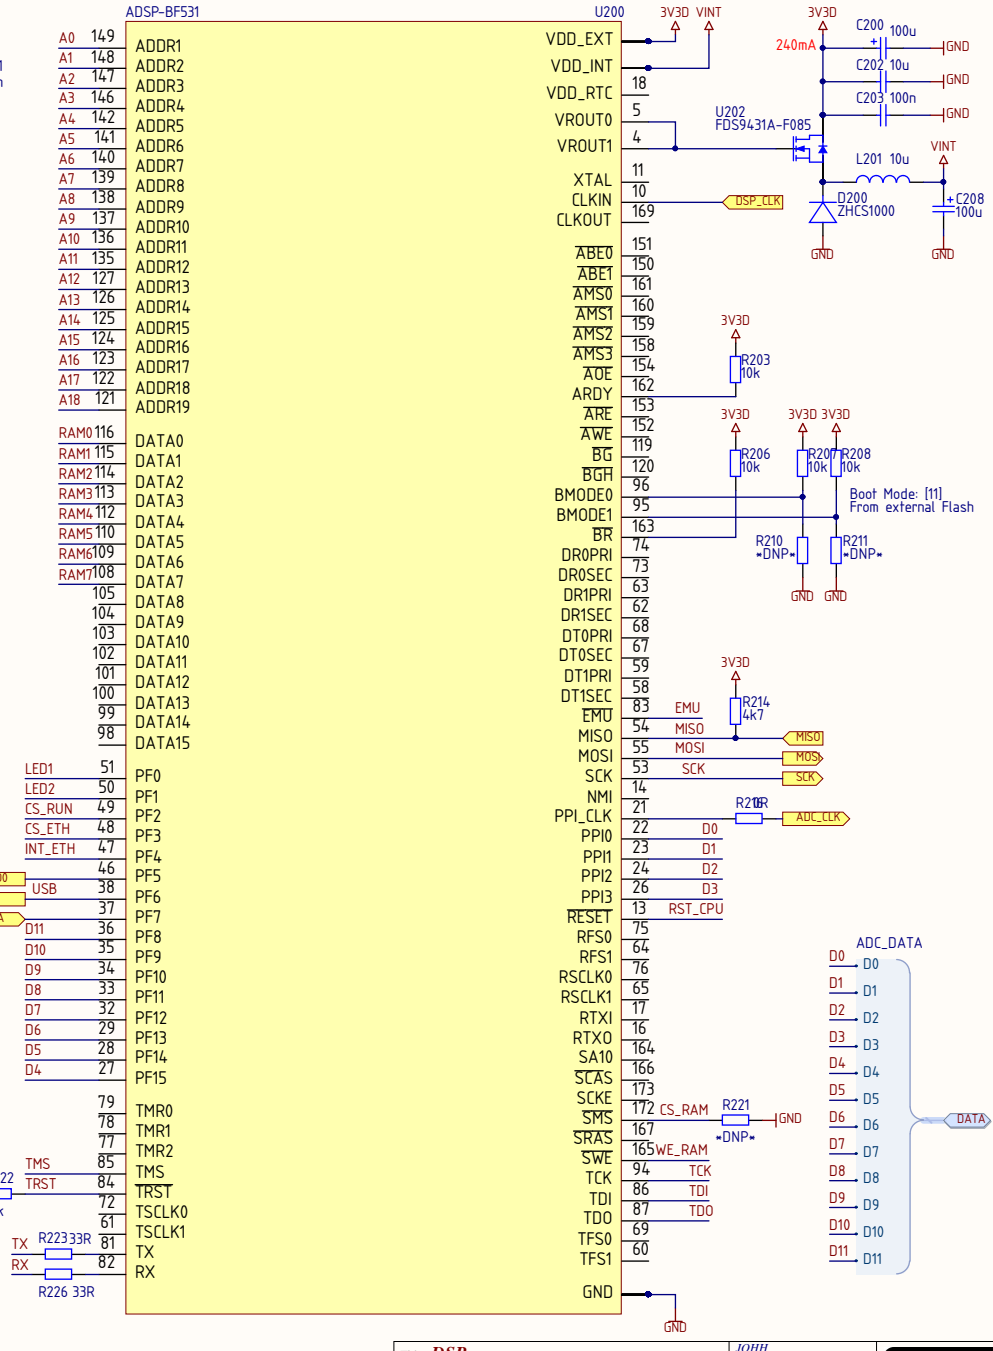 ADSP-BF531
U200
A0 149 ADDR1
A1 148 ADDR2
A2 147 ADDR3
A3 146 ADDR4
A4 142 ADDR5
A5 141 ADDR6
A6 140 ADDR7
A7 139 ADDR8
A8 138 ADDR9
A9 137 ADDR10
A10 136 ADDR11
A11 135 ADDR12
A12 127 ADDR13
A13 126 ADDR14
A14 125 ADDR15
A15 124 ADDR16
A16 123 ADDR17
A17 122 ADDR18
A18 121 ADDR19
RAM0 116 DATA0
RAM1 115 DATA1
RAM2 114 DATA2
RAM3 113 DATA3
RAM4 112 DATA4
RAM5 110 DATA5
RAM6 109 DATA6
RAM7 108 DATA7
105 DATA8
104 DATA9
103 DATA10
102 DATA11
101 DATA12
100 DATA13
99 DATA14
98 DATA15
LED1 51 PF0
LED2 50 PF1
CS_RUN 49 PF2
CS_ETH 48 PF3
INT_ETH 47 PF4
46 PF5
USB 38 PF6
37 PF7
D11 36 PF8
D10 35 PF9
D9 34 PF10
D8 33 PF11
D7 32 PF12
D6 29 PF13
D5 28 PF14
D4 27 PF15
79 TMR0
78 TMR1
77 TMR2
TMS 85 TMS
22 TRST 84 TRST
k
72 TSCLK0
61 TSCLK1
TX R223 33R 81 TX
RX 82 RX
R226 33R
VDD_EXT 3V3D VINT
VDD_INT
VDD_RTC 18
VROUT0 5
VROUT1 4
XTAL 11
CLKIN 10 DSP_CLK
CLKOUT 169
ABE0 151
ABE1 150
AMS0 161
AMS1 160
AMS2 159
AMS3 158
AOE 154
ARDY 162
ARE 153
AWE 152
BG 119
BGH 120
BMODE0 96
BMODE1 95
BR 163
DR0PRI 74
DR0SEC 73
DR1PRI 63
DR1SEC 62
DT0PRI 68
DT0SEC 67
DT1PRI 59
DT1SEC 58
EMU 83 EMU
MISO 54 MISO MISO
MOSI 55 MOSI MOSI
SCK 53 SCK SCK
NMI 14
PPI_CLK 21 ADC_CLK
PPI0 22 D0
PPI1 23 D1
PPI2 24 D2
PPI3 26 D3
RESET 13 RST_CPU
RFS0 75
RFS1 64
RSCLK0 76
RSCLK1 65
RTXI 17
RTXO 16
SA10 164
SCAS 166
SCKE 173
SMS 172 CS_RAM R221 GND
*DNP*
SRAS 167
SWE 165 WE_RAM
TCK 94 TCK
TDI 86 TDI
TDO 87 TDO
TFS0 69
TFS1 60
GND
GND
3V3D
240mA
C200 100u GND
C202 10u GND
C203 100n GND
U202
FDS9431A-F085
L201 10u
VINT
C208
100u
GND
D200
ZHCS1000
GND
3V3D
R203
10k
3V3D 3V3D 3V3D
R206
10k
R207
10k
R208
10k
Boot Mode: [11]
From external Flash
R210
*DNP*
R211
*DNP*
GND GND
3V3D
R214
4k7
ADC_DATA
D0 D0
D1 D1
D2 D2
D3 D3
D4 D4
D5 D5
D6 D6
D7 D7
D8 D8
D9 D9
D10 D10
D11 D11
DATA
DSP